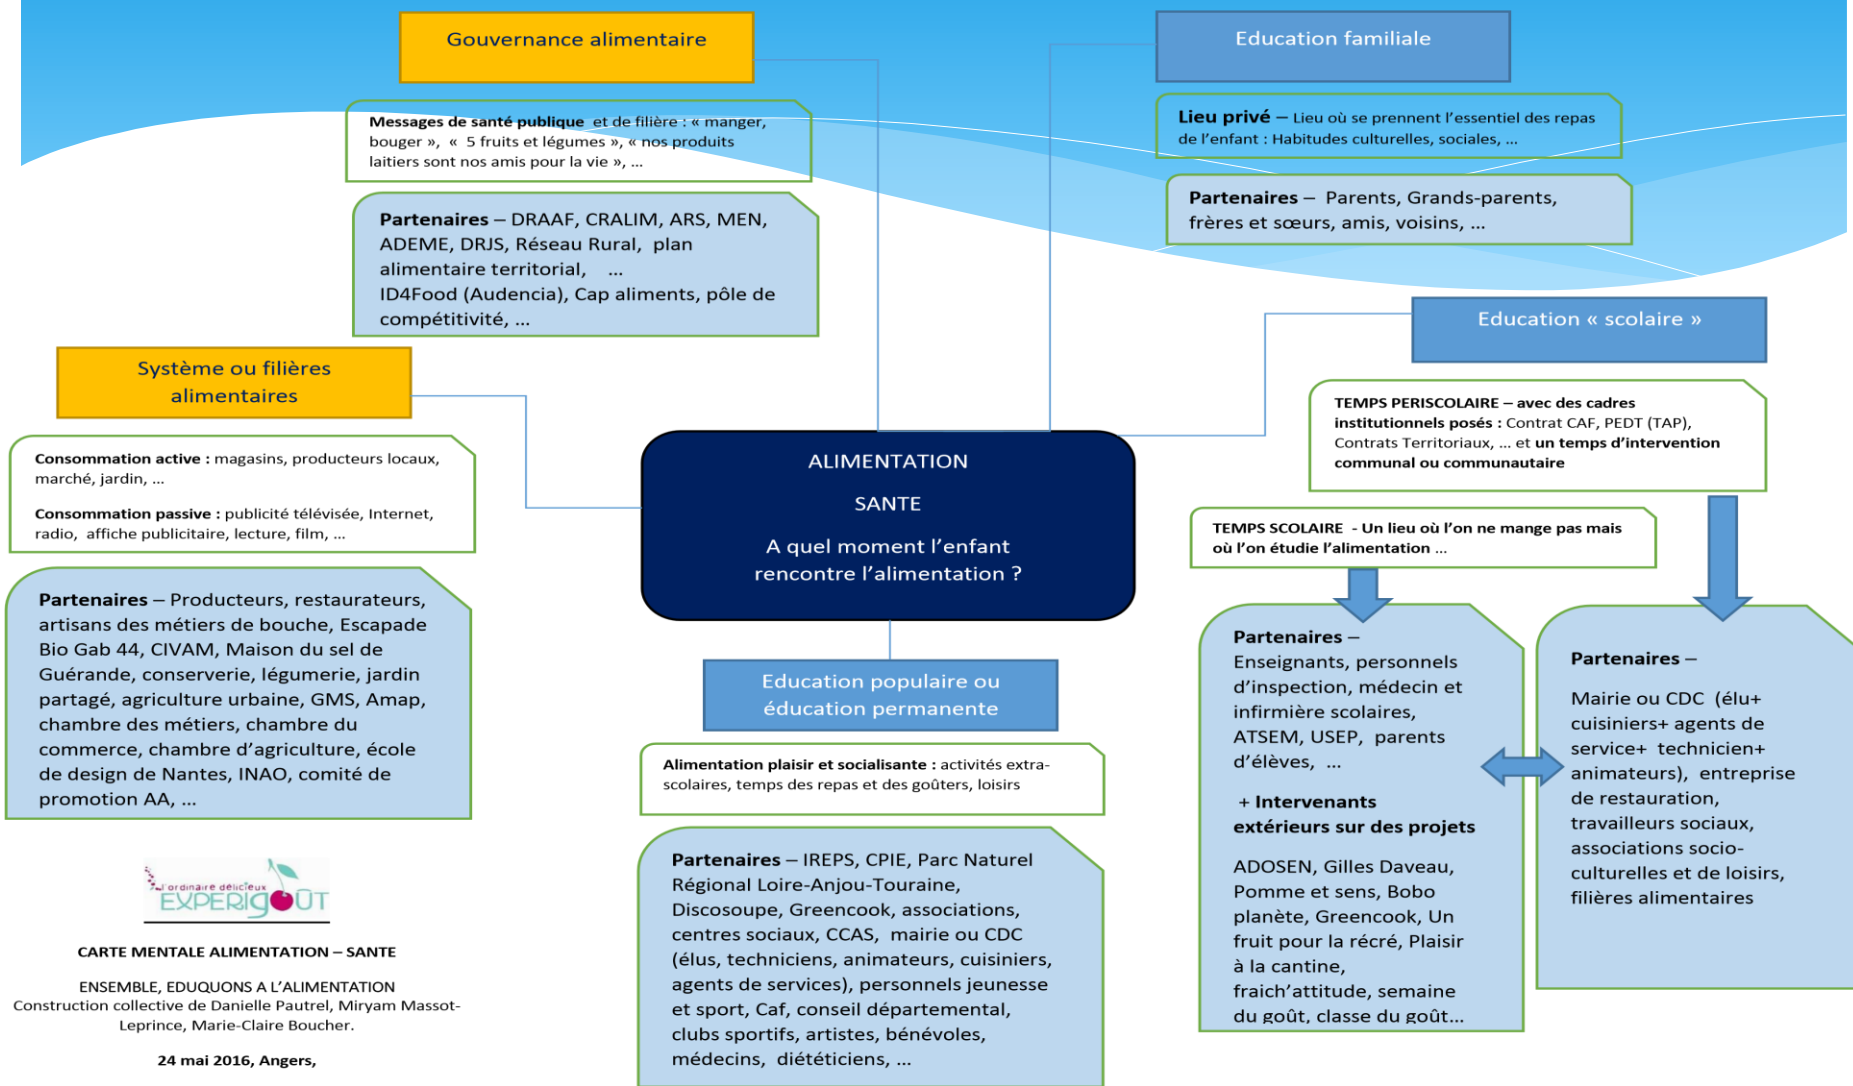 Gouvernance alimentaire
Messages de santé publique et de filière : « manger,
bouger », « 5 fruits et légumes », « nos produits
laitiers sont nos amis pour la vie », ...
Partenaires – DRAAF, CRALIM, ARS, MEN,
ADEME, DRJS, Réseau Rural, plan
alimentaire territorial, ...
ID4Food (Audencia), Cap aliments, pôle de
compétitivité, ...
Education familiale
Lieu privé – Lieu où se prennent l’essentiel des repas
de l’enfant : Habitudes culturelles, sociales, ...
Partenaires – Parents, Grands-parents,
frères et sœurs, amis, voisins, ...
Système ou filières
alimentaires
Consommation active : magasins, producteurs locaux,
marché, jardin, ...
Consommation passive : publicité télévisée, Internet,
radio, affiche publicitaire, lecture, film, ...
Partenaires – Producteurs, restaurateurs,
artisans des métiers de bouche, Escapade
Bio Gab 44, CIVAM, Maison du sel de
Guérande, conserverie, légumerie, jardin
partagé, agriculture urbaine, GMS, Amap,
chambre des métiers, chambre du
commerce, chambre d’agriculture, école
de design de Nantes, INAO, comité de
promotion AA, ...
ALIMENTATION
SANTE
A quel moment l’enfant
rencontre l’alimentation ?
Education « scolaire »
TEMPS PERISCOLAIRE – avec des cadres
institutionnels posés : Contrat CAF, PEDT (TAP),
Contrats Territoriaux, ... et un temps d’intervention
communal ou communautaire
TEMPS SCOLAIRE - Un lieu où l’on ne mange pas mais
où l’on étudie l’alimentation ...
Partenaires –
Enseignants, personnels
d’inspection, médecin et
infirmière scolaires,
ATSEM, USEP, parents
d’élèves, ...
+ Intervenants
extérieurs sur des projets
ADOSEN, Gilles Daveau,
Pomme et sens, Bobo
planète, Greencook, Un
fruit pour la récré, Plaisir
à la cantine,
fraich’attitude, semaine
du goût, classe du goût...
Partenaires –
Mairie ou CDC (élu+
cuisiniers+ agents de
service+ technicien+
animateurs), entreprise
de restauration,
travailleurs sociaux,
associations socio-
culturelles et de loisirs,
filières alimentaires
Education populaire ou
éducation permanente
Alimentation plaisir et socialisante : activités extra-
scolaires, temps des repas et des goûters, loisirs
Partenaires – IREPS, CPIE, Parc Naturel
Régional Loire-Anjou-Touraine,
Discosoupe, Greencook, associations,
centres sociaux, CCAS, mairie ou CDC
(élus, techniciens, animateurs, cuisiniers,
agents de services), personnels jeunesse
et sport, Caf, conseil départemental,
clubs sportifs, artistes, bénévoles,
médecins, diététiciens, ...
l'ordinaire délicieux
EXPERIGOÛT
CARTE MENTALE ALIMENTATION – SANTE
ENSEMBLE, EDUQUONS A L’ALIMENTATION
Construction collective de Danielle Pautrel, Miryam Massot-
Leprince, Marie-Claire Boucher.
24 mai 2016, Angers,